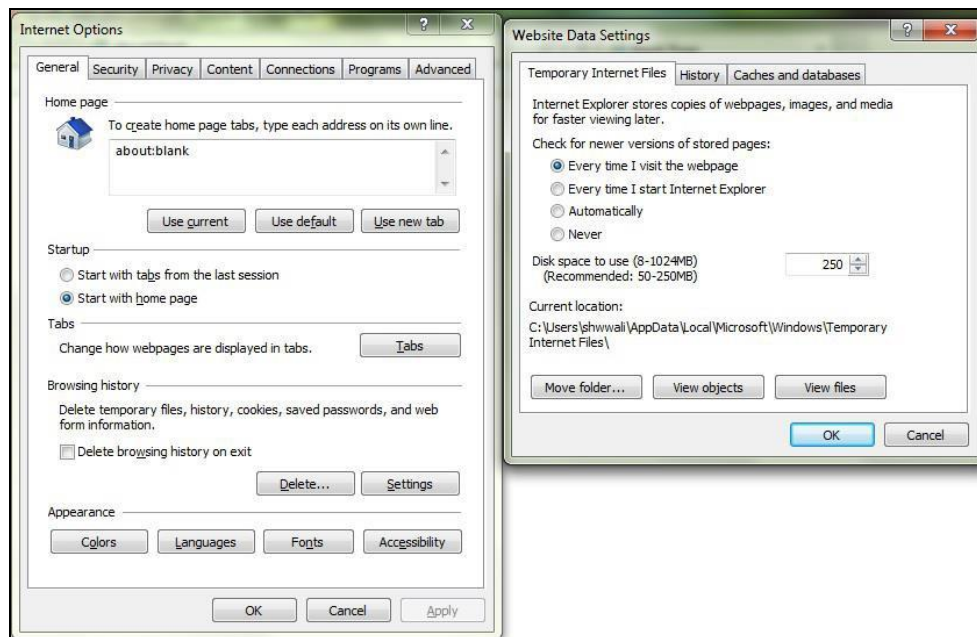 Internet Options
General Security Privacy Content Connections Programs Advanced
Home page
To create home page tabs, type each address on its own line.
about:blank
Use current Use default Use new tab
Startup
Start with tabs from the last session
Start with home page
Tabs
Change how webpages are displayed in tabs.
Tabs
Browsing history
Delete temporary files, history, cookies, saved passwords, and web
form information.
Delete browsing history on exit
Delete... Settings
Appearance
Colors Languages Fonts Accessibility
OK Cancel Apply
Website Data Settings
Temporary Internet Files History Caches and databases
Internet Explorer stores copies of webpages, images, and media
for faster viewing later.
Check for newer versions of stored pages:
Every time I visit the webpage
Every time I start Internet Explorer
Automatically
Never
Disk space to use (8-1024MB) 250
(Recommended: 50-250MB)
Current location:
C:\Users\shwwali\AppData\Local\Microsoft\Windows\Temporary
Internet Files\
Move folder... View objects View files
OK Cancel